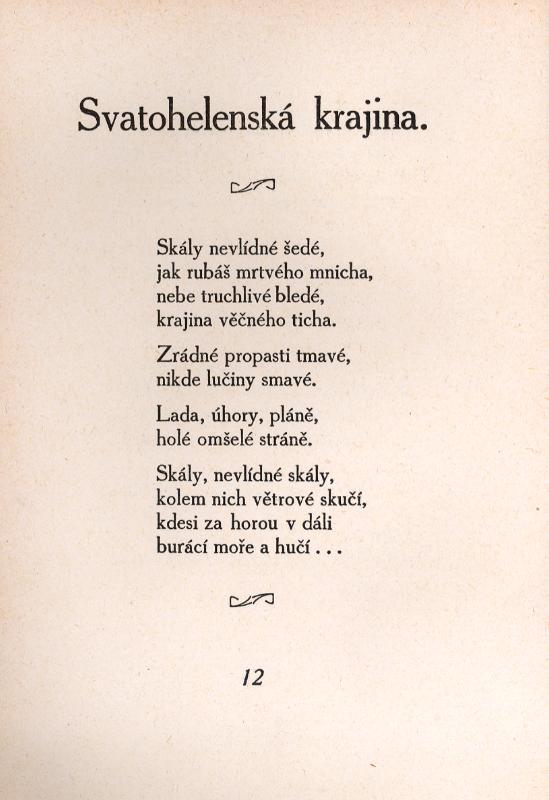 Svatohelenská krajina.
Skály nevlídné šedé,
jak rubáš mrtvého mnicha,
nebe truchlivé bledé,
krajina věčného ticha.
Zrádné propasti tmavé,
nikde lučiny smavé.
Lada, úhory, pláně,
holé omšelé stráně.
Skály, nevlídné skály,
kolem nich větrové skučí,
kdesi za horou v dáli
burácí moře a hučí . . .
12